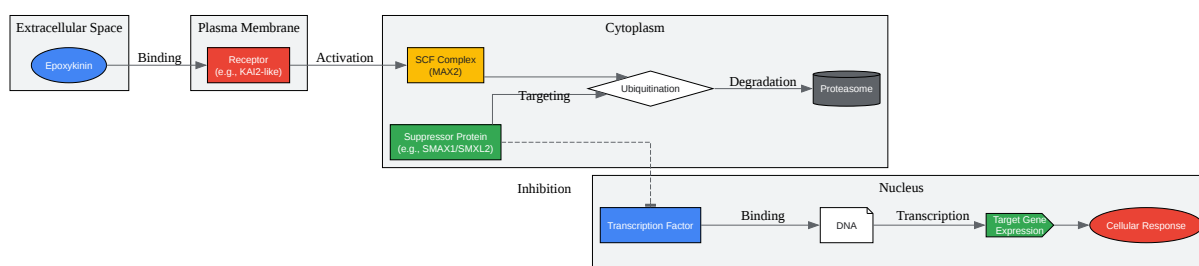 Extracellular Space
Plasma Membrane
Cytoplasm
Epoxykinin
Binding
Receptor
(e.g., KAI2-like)
Activation
SCF Complex
(MAX2)
Targeting
Ubiquitination
Degradation
Proteasome
Suppressor Protein
(e.g., SMAX1/SMXL2)
Inhibition
Nucleus
Transcription Factor
Binding
DNA
Transcription
Target Gene
Expression
Cellular Response